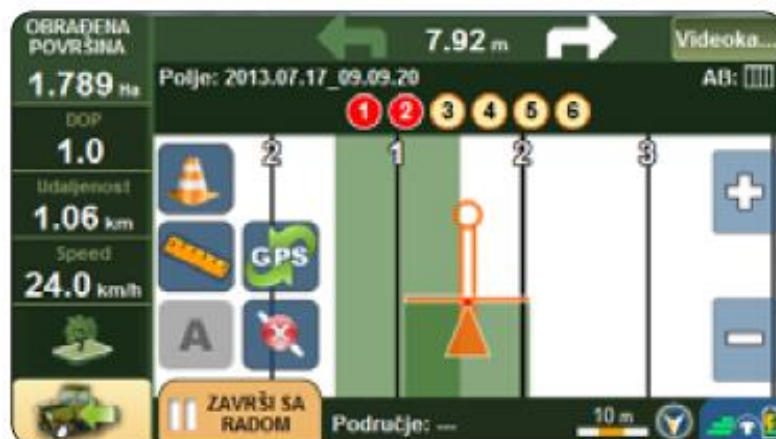 OBRAĐENA
POVRŠINA
1.789 Ha
DOP
1.0
Udaljenost
1.06 km
Speed
24.0 km/h
7.92 m
Videoka...
Polje: 2013.07.17_09.09.20
AB:
1 2 3 4 5 6
2 1 2 3
GPS
A
ZAVRŠI SA
RADOM
Područje: ---
10 m